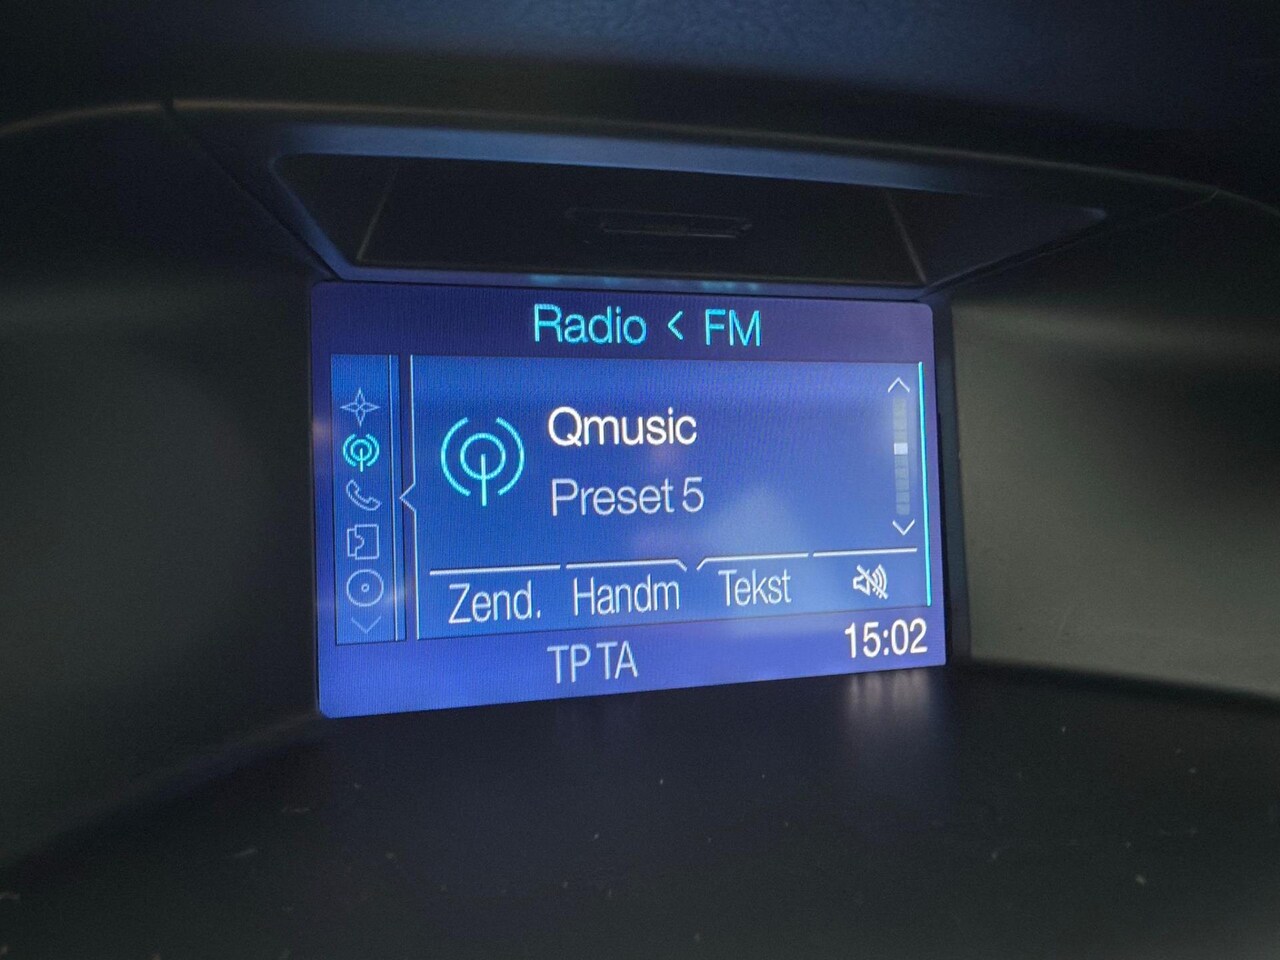 Radio < FM
Qmusic
Preset 5
Zend. Handm Tekst
TP TA 15:02